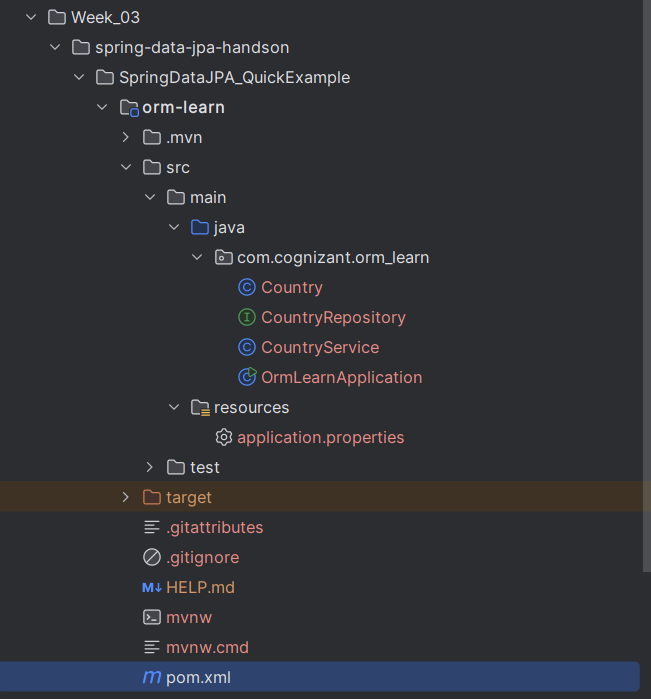 Week_03
spring-data-jpa-handson
SpringDataJPA_QuickExample
orm-learn
.mvn
src
main
java
com.cognizant.orm_learn
Country
CountryRepository
CountryService
OrmLearnApplication
resources
application.properties
test
target
.gitattributes
.gitignore
HELP.md
mvnw
mvnw.cmd
pom.xml